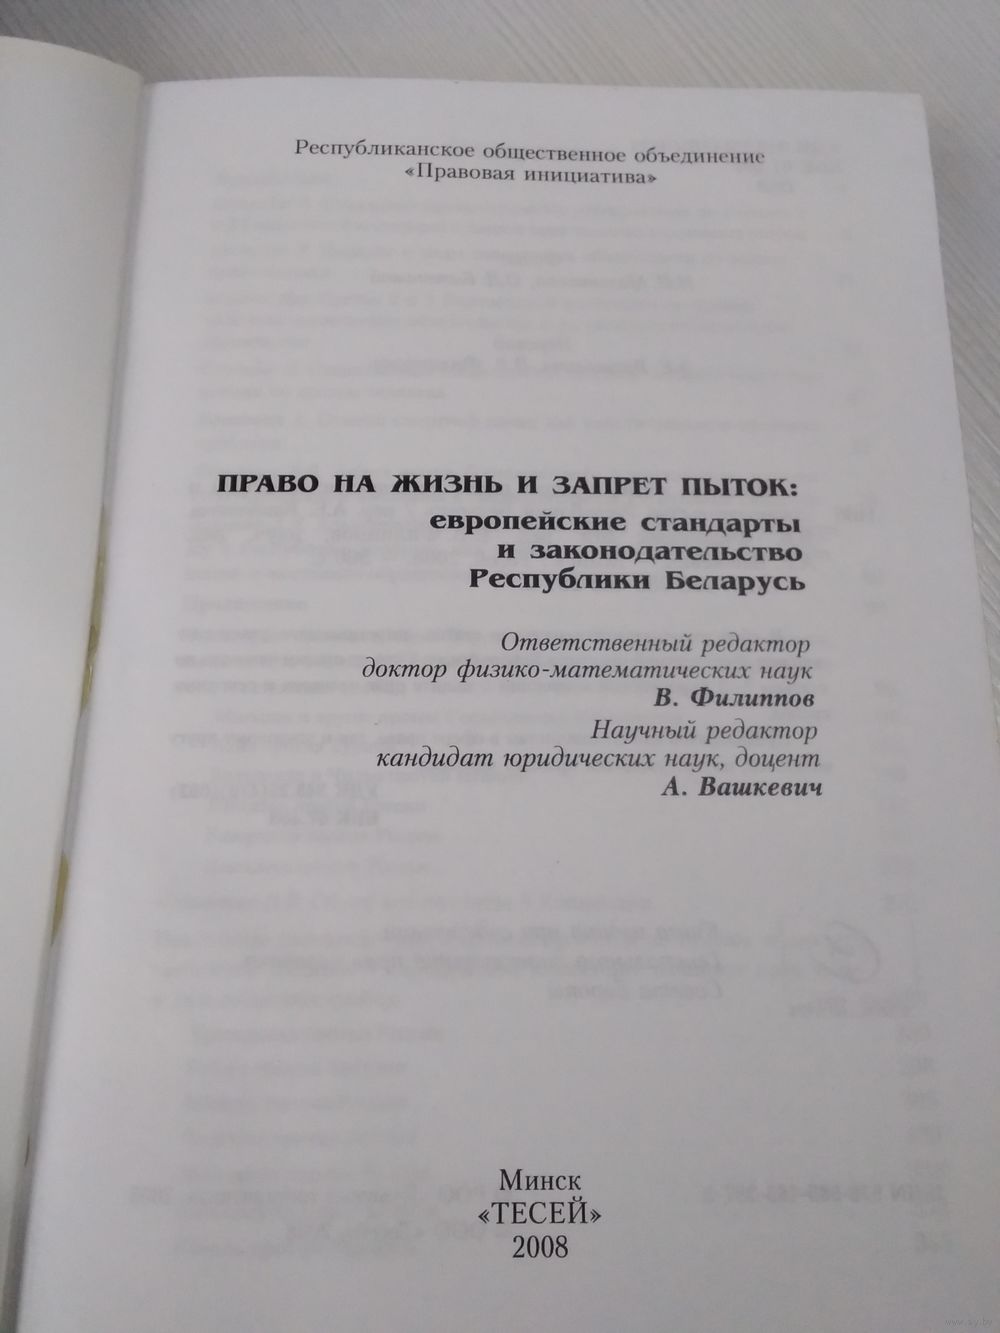 Республиканское общественное объединение
«Правовая инициатива»
ПРАВО НА ЖИЗНЬ И ЗАПРЕТ ПЫТОК:
европейские стандарты
и законодательство
Республики Беларусь
Ответственный редактор
доктор физико-математических наук
В. Филиппов
Научный редактор
кандидат юридических наук, доцент
А. Вашкевич
Минск
«ТЕСЕЙ»
2008